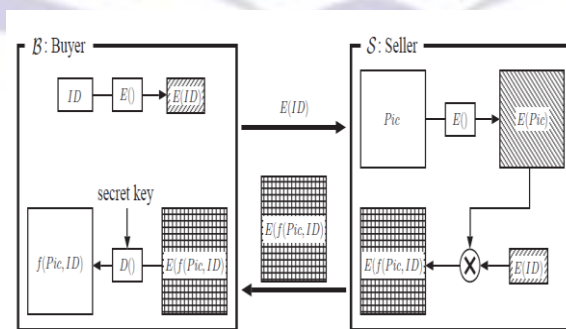 B : Buyer
ID
E()
E(ID)
secret key
f(Pic, ID)
D()
E(f(Pic, ID)
E(ID)
E(f(Pic, ID)
S : Seller
Pic
E()
E(Pic)
E(f(Pic, ID)
E(ID)